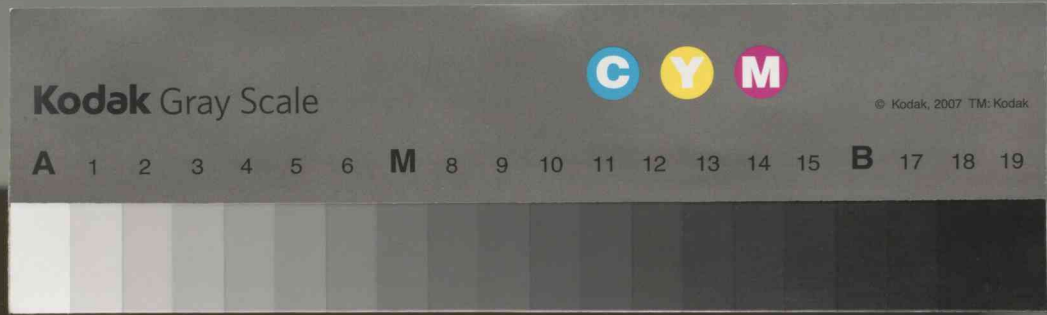 C Y M
Kodak Gray Scale
© Kodak, 2007 TM: Kodak
A 1 2 3 4 5 6 M 8 9 10 11 12 13 14 15 B 17 18 19